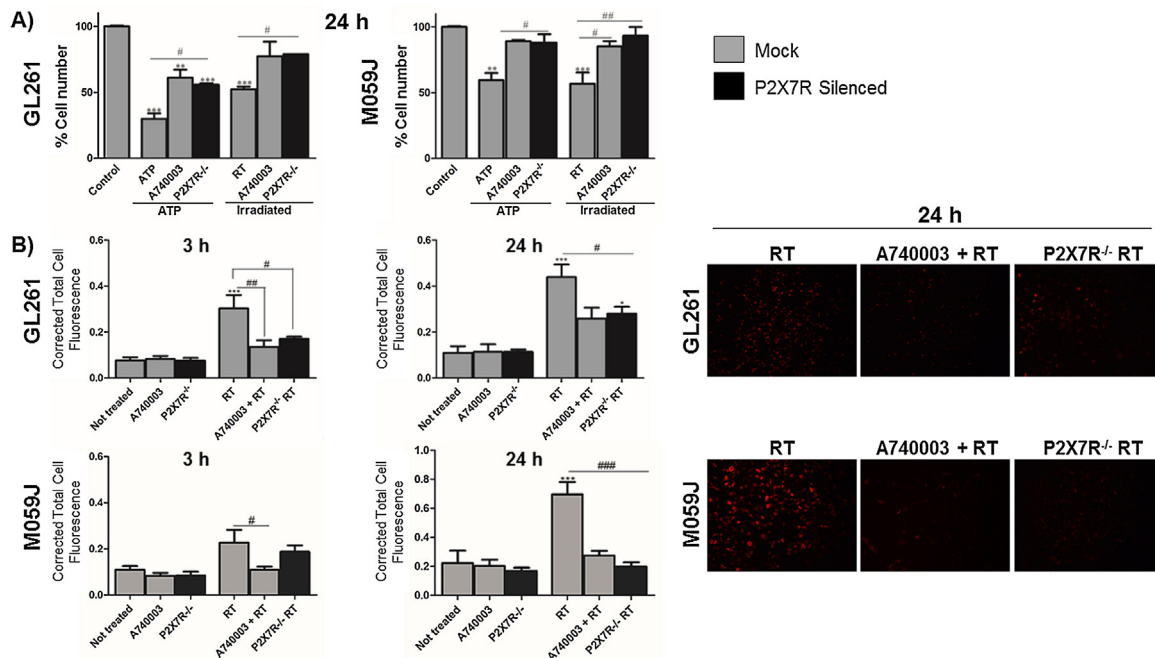 A)
24 h
GL261
% Cell number
100
50
0
***
**
***
#
***
#
Control
ATP
A740003
P2X7R-/-
RT
A740003
P2X7R-/-
ATP
Irradiated
M059J
% Cell number
100
50
0
**
#
***
#
##
Control
ATP
A740003
P2X7R-/-
RT
A740003
P2X7R-/-
ATP
Irradiated
Mock
P2X7R Silenced
B)
GL261
3 h
Corrected Total Cell
Fluorescence
0.6
0.4
0.2
0.0
***
##
#
Not treated
A740003
P2X7R-/-
RT
A740003 + RT
P2X7R-/- RT
24 h
Corrected Total Cell
Fluorescence
0.6
0.4
0.2
0.0
***
#
*
Not treated
A740003
P2X7R-/-
RT
A740003 + RT
P2X7R-/- RT
24 h
RT
A740003 + RT
P2X7R-/- RT
GL261
M059J
3 h
Corrected Total Cell
Fluorescence
0.6
0.4
0.2
0.0
#
Not treated
A740003
P2X7R-/-
RT
A740003 + RT
P2X7R-/- RT
24 h
Corrected Total Cell
Fluorescence
1.0
0.8
0.6
0.4
0.2
0.0
***
###
Not treated
A740003
P2X7R-/-
RT
A740003 + RT
P2X7R-/- RT
RT
A740003 + RT
P2X7R-/- RT
M059J